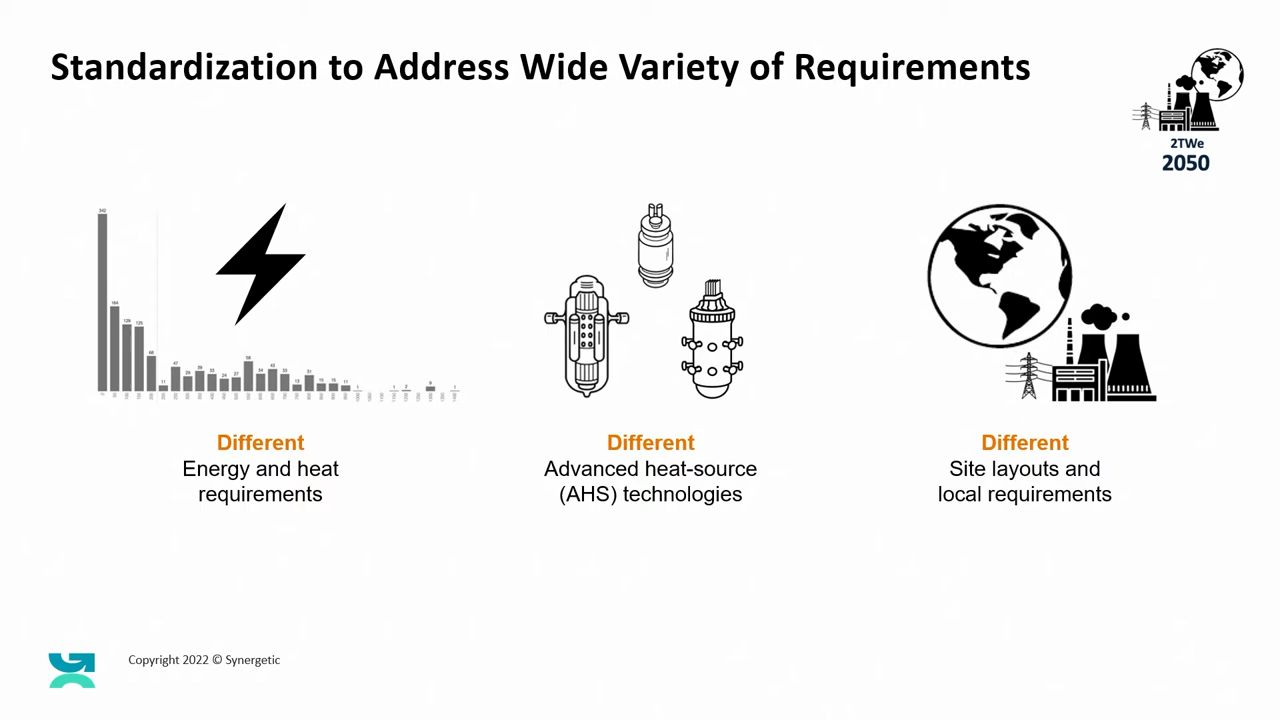 Standardization to Address Wide Variety of Requirements
2TWe
2050
Different
Energy and heat
requirements
Different
Advanced heat-source
(AHS) technologies
Different
Site layouts and
local requirements
Copyright 2022 © Synergetic